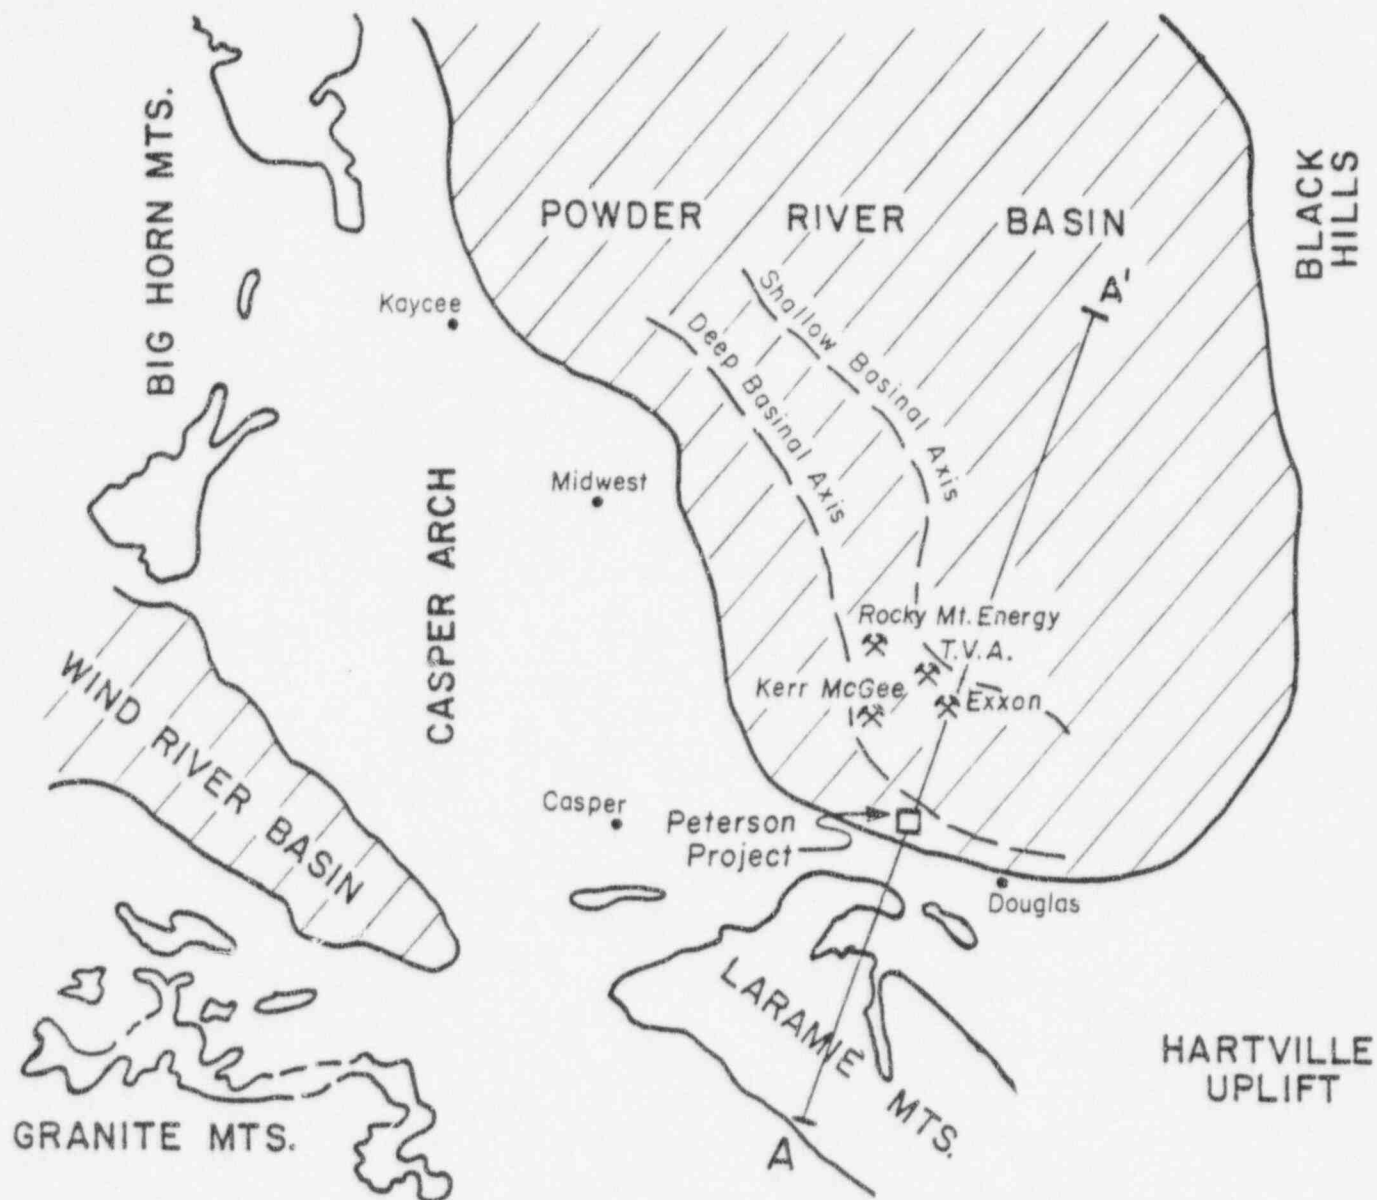 BIG HORN MTS.
POWDER RIVER BASIN
BLACK
HILLS
A'
Kaycee
Shallow Basinal Axis
Deep Basinal Axis
Midwest
CASPER ARCH
Rocky Mt. Energy
T.V.A.
Kerr McGee
Exxon
WIND RIVER BASIN
Casper
Peterson
Project
Douglas
LARAMIE MTS.
HARTVILLE
UPLIFT
GRANITE MTS.
A